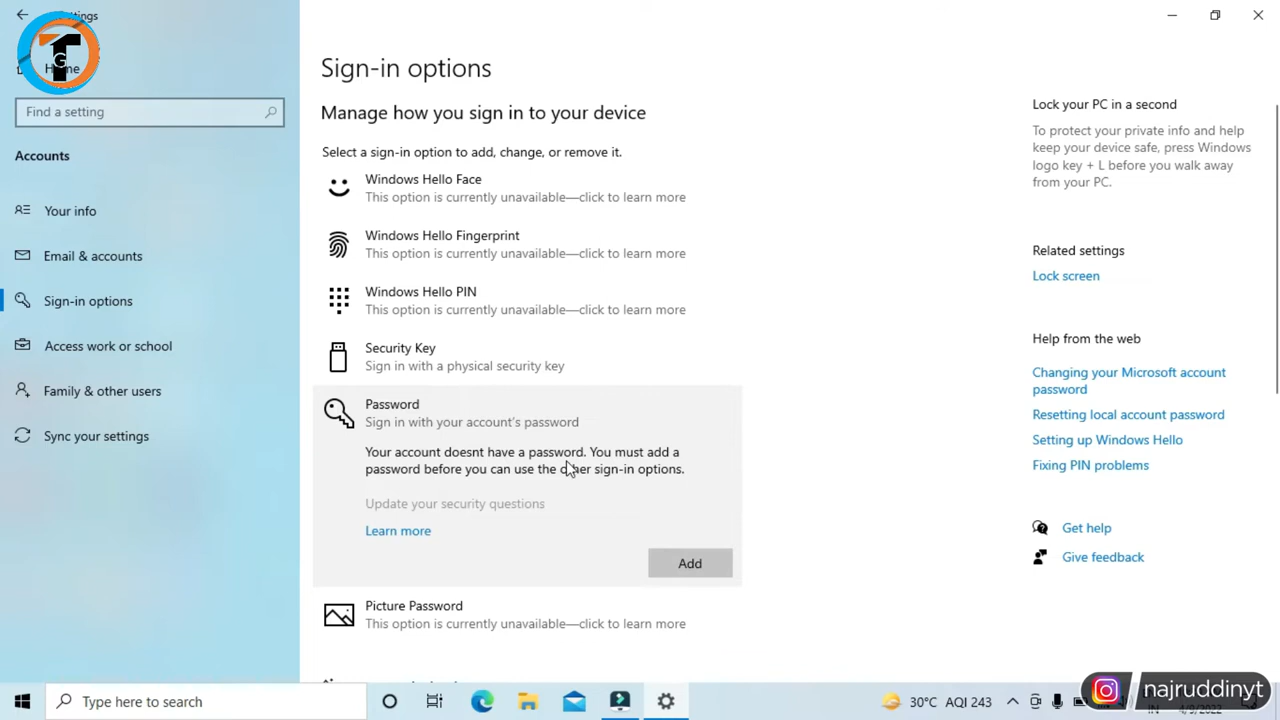 Settings
TG
Home
Find a setting
Accounts
Your info
Email & accounts
Sign-in options
Access work or school
Family & other users
Sync your settings
Sign-in options
Manage how you sign in to your device
Select a sign-in option to add, change, or remove it.
Windows Hello Face
This option is currently unavailable—click to learn more
Windows Hello Fingerprint
This option is currently unavailable—click to learn more
Windows Hello PIN
This option is currently unavailable—click to learn more
Security Key
Sign in with a physical security key
Password
Sign in with your account's password
Your account doesnt have a password. You must add a
password before you can use the other sign-in options.
Update your security questions
Learn more
Add
Picture Password
This option is currently unavailable—click to learn more
Lock your PC in a second
To protect your private info and help
keep your device safe, press Windows
logo key + L before you walk away
from your PC.
Related settings
Lock screen
Help from the web
Changing your Microsoft account
password
Resetting local account password
Setting up Windows Hello
Fixing PIN problems
Get help
Give feedback
Type here to search
30°C AQI 243
IN
4/9/2022
najruddinyt